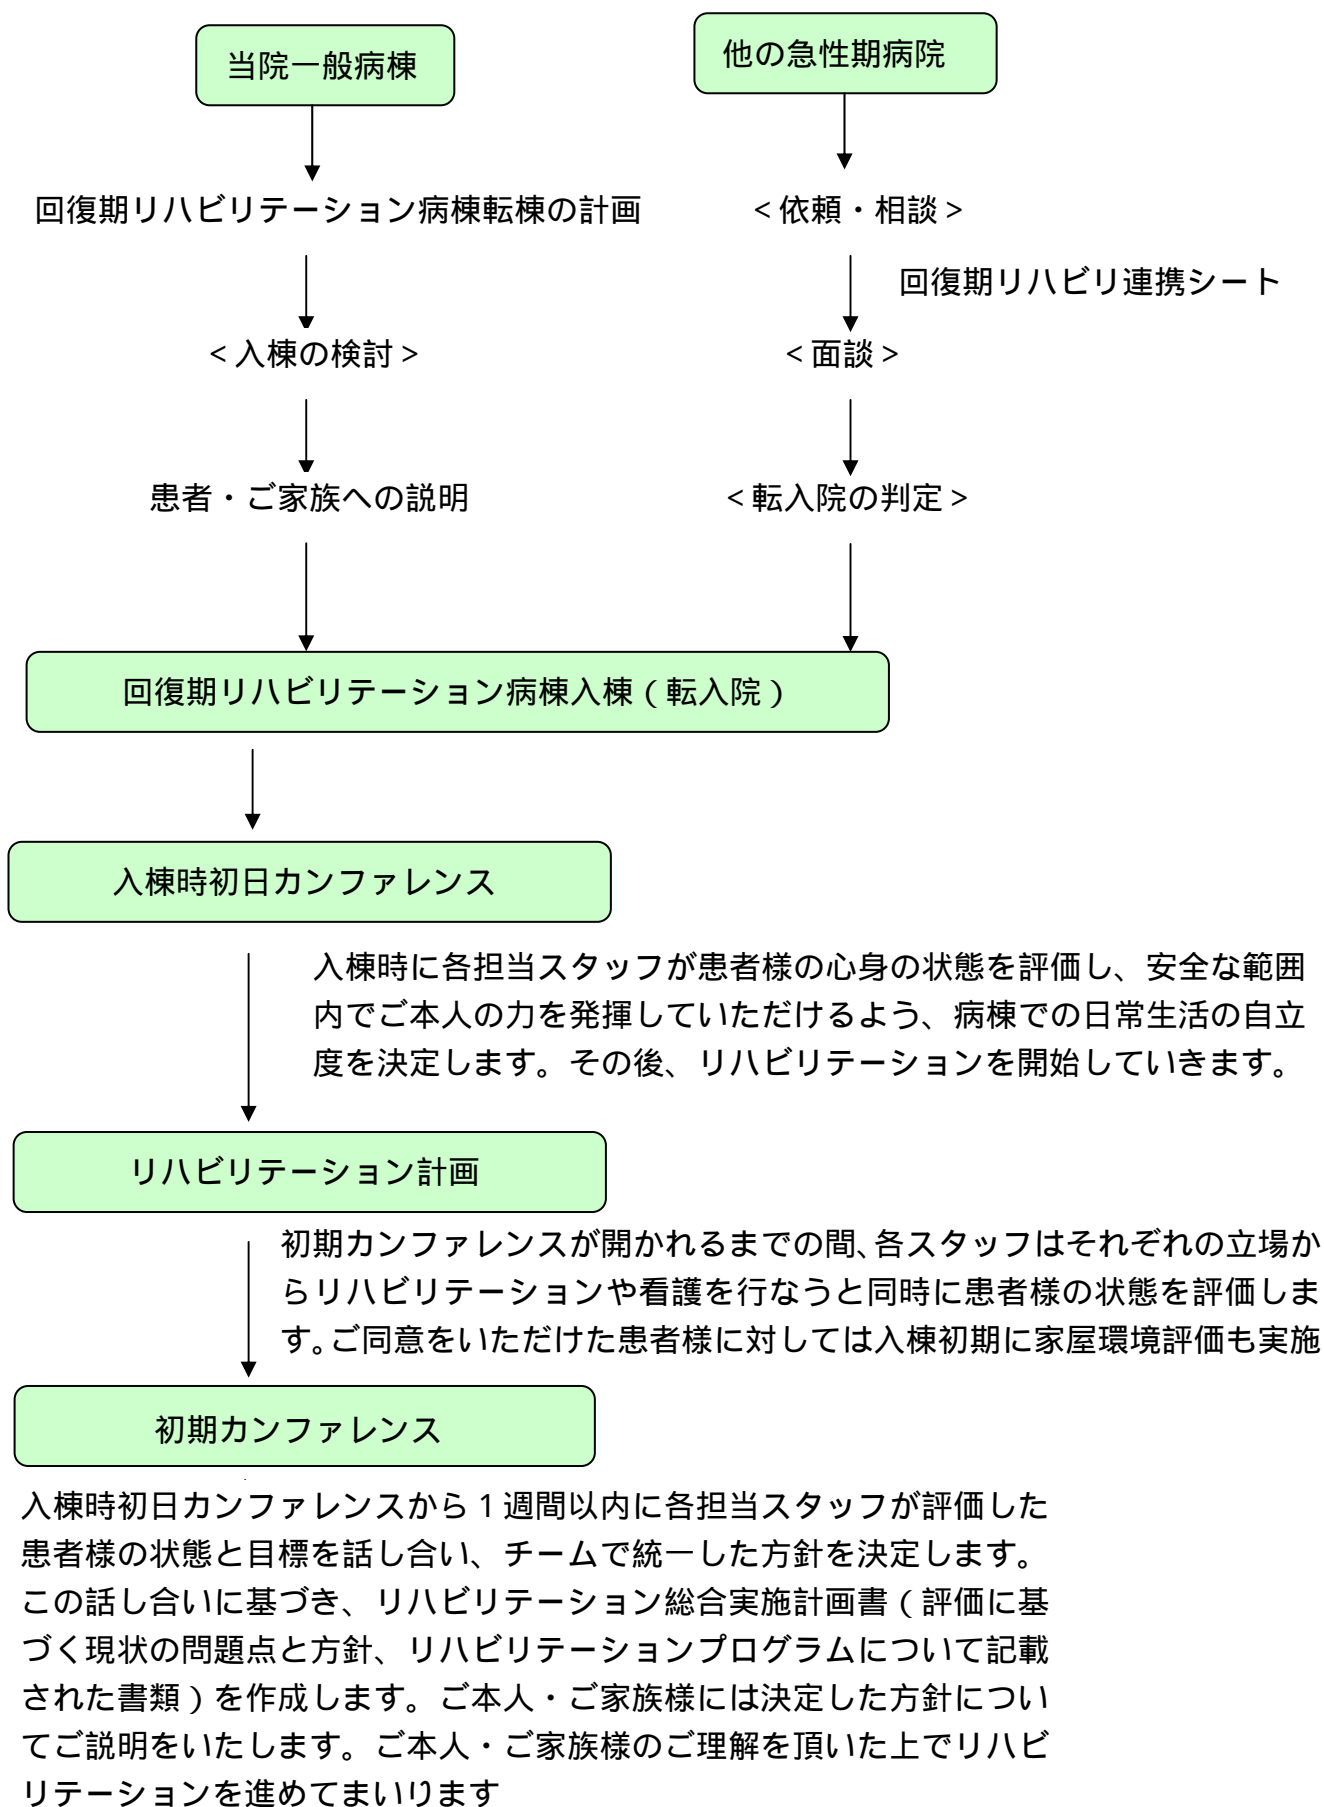 当院一般病棟
他の急性期病院
回復期リハビリテーション病棟転棟の計画
<依頼・相談>
回復期リハビリ連携シート
<入棟の検討>
<面談>
患者・ご家族への説明
<転入院の判定>
回復期リハビリテーション病棟入棟(転入院)
入棟時初日カンファレンス
入棟時に各担当スタッフが患者様の心身の状態を評価し、安全な範囲
内でご本人の力を発揮していただけるよう、病棟での日常生活の自立
度を決定します。その後、リハビリテーションを開始していきます。
リハビリテーション計画
初期カンファレンスが開かれるまでの間、各スタッフはそれぞれの立場か
らリハビリテーションや看護を行なうと同時に患者様の状態を評価しま
す。ご同意をいただけた患者様に対しては入棟初期に家屋環境評価も実施
初期カンファレンス
入棟時初日カンファレンスから1週間以内に各担当スタッフが評価した
患者様の状態と目標を話し合い、チームで統一した方針を決定します。
この話し合いに基づき、リハビリテーション総合実施計画書(評価に基
づく現状の問題点と方針、リハビリテーションプログラムについて記載
された書類)を作成します。ご本人・ご家族様には決定した方針につい
てご説明をいたします。ご本人・ご家族様のご理解を頂いた上でリハビ
リテーションを進めてまいります